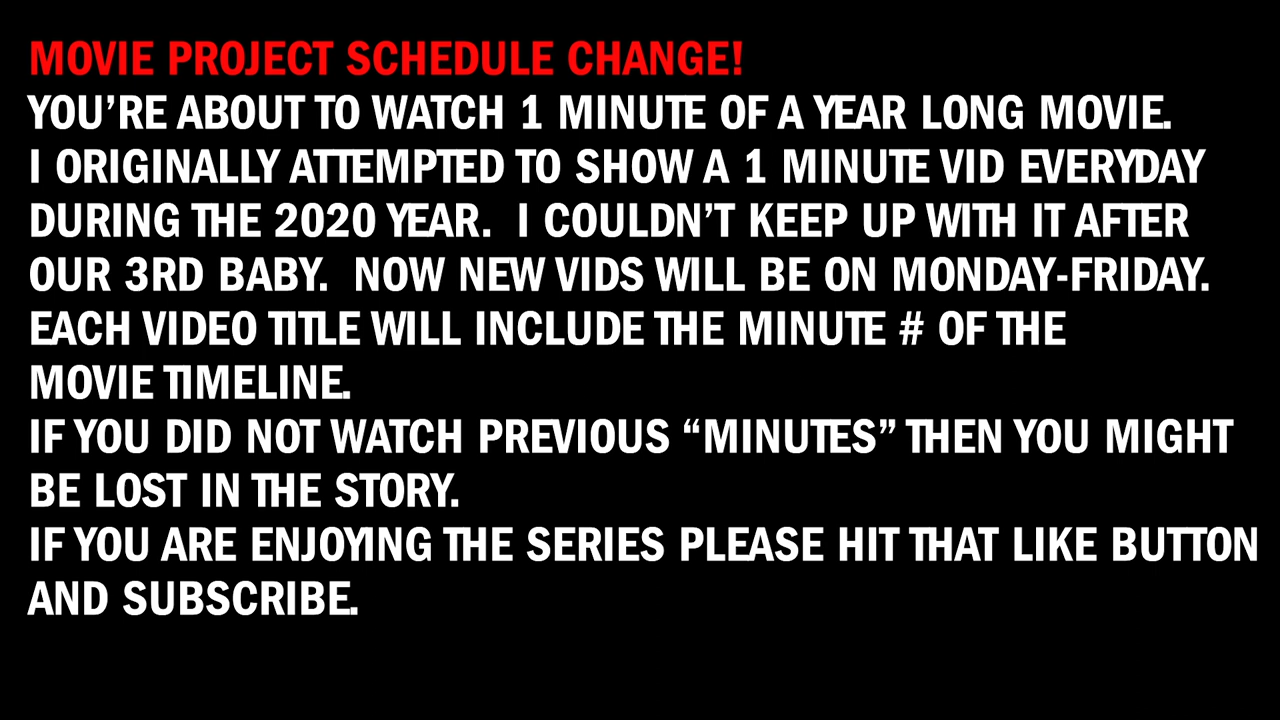 MOVIE PROJECT SCHEDULE CHANGE!
YOU’RE ABOUT TO WATCH 1 MINUTE OF A YEAR LONG MOVIE.
I ORIGINALLY ATTEMPTED TO SHOW A 1 MINUTE VID EVERYDAY
DURING THE 2020 YEAR.  I COULDN’T KEEP UP WITH IT AFTER
OUR 3RD BABY.  NOW NEW VIDS WILL BE ON MONDAY-FRIDAY.
EACH VIDEO TITLE WILL INCLUDE THE MINUTE # OF THE
MOVIE TIMELINE.
IF YOU DID NOT WATCH PREVIOUS “MINUTES” THEN YOU MIGHT
BE LOST IN THE STORY.
IF YOU ARE ENJOYING THE SERIES PLEASE HIT THAT LIKE BUTTON
AND SUBSCRIBE.